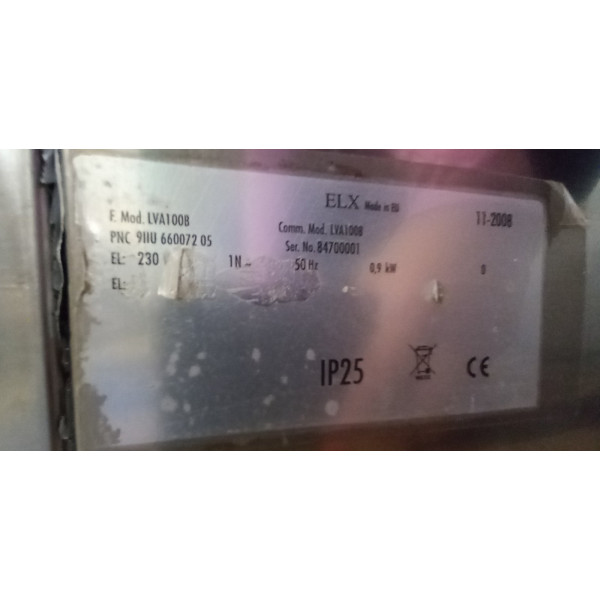 ELX Made in EU 11-2008
F. Mod. LVA100B Comm. Mod. LVA100B
PNC 9IIU 660072 05 Ser. No. 84700001
EL: 230 1N ~ 50 Hz 0,9 kW 0
EL:
IP25 CE